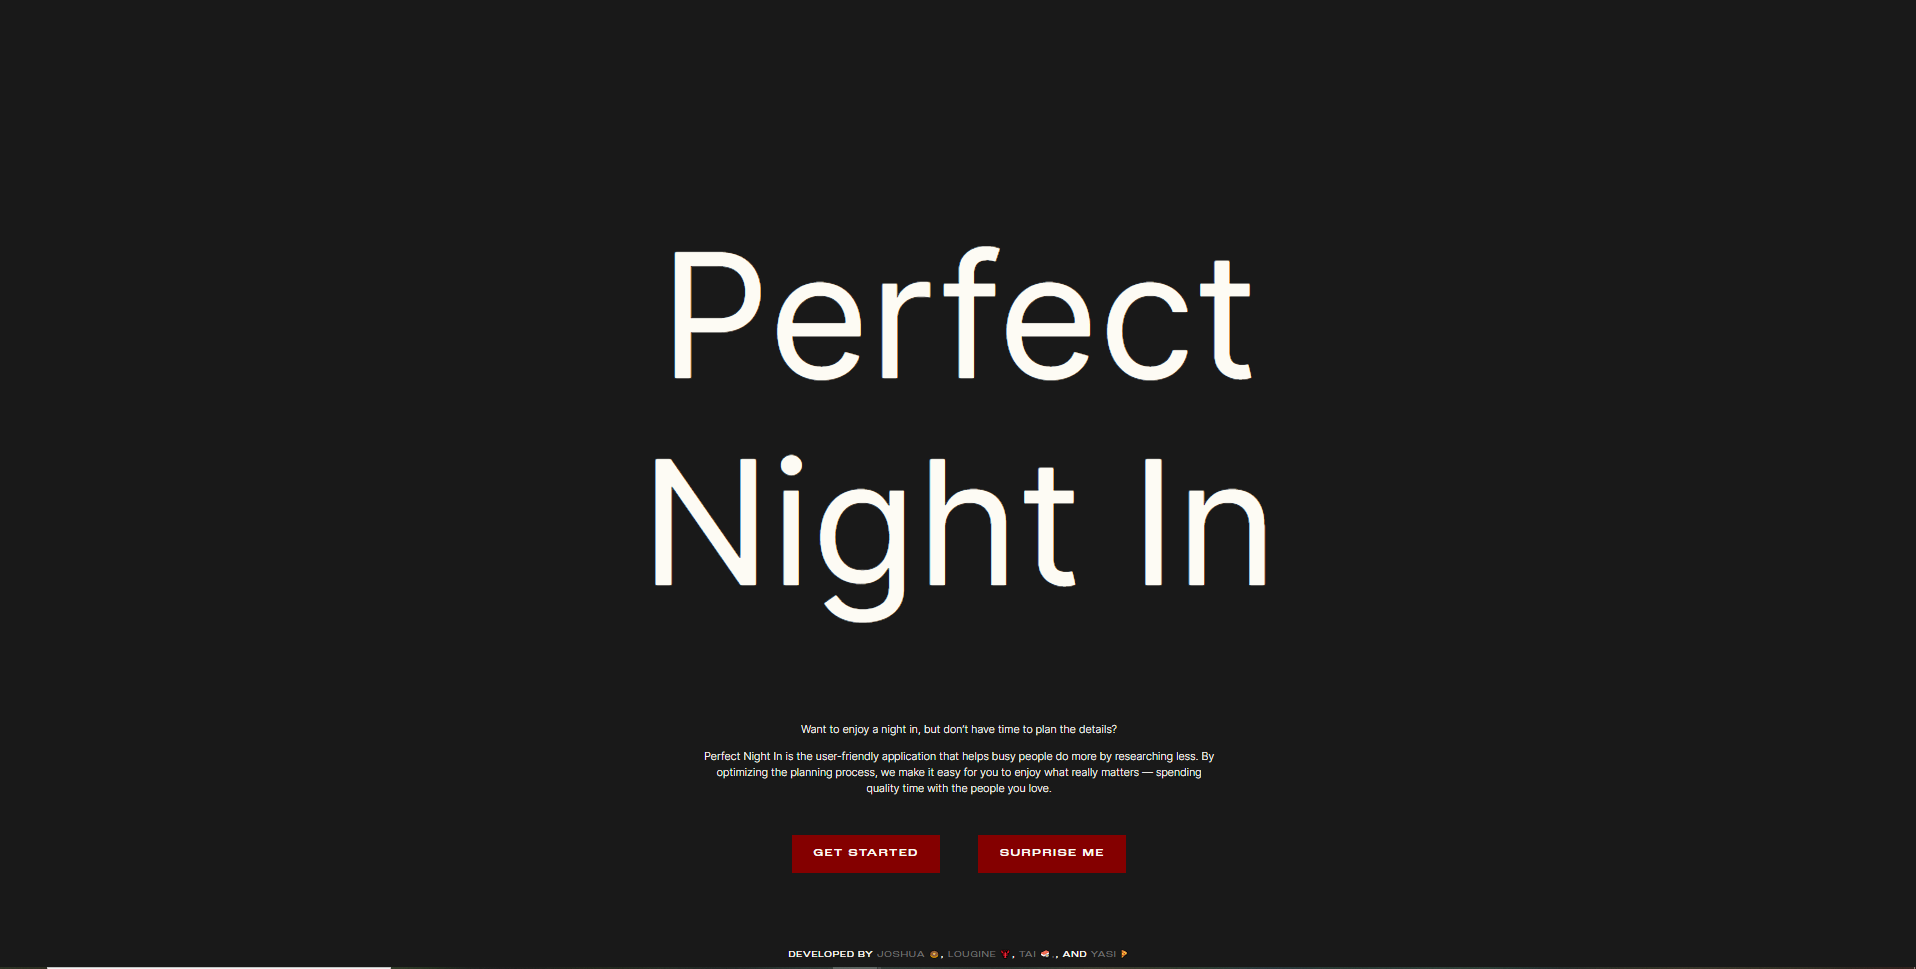 Perfect
Night In
Want to enjoy a night in, but don't have time to plan the details?
Perfect Night In is the user-friendly application that helps busy people do more by researching less. By
optimizing the planning process, we make it easy for you to enjoy what really matters — spending
quality time with the people you love.
GET STARTED
SURPRISE ME
DEVELOPED BY JOSHUA 🍩, LOUGINE 🦞, TAI 🍣, AND YASI 🍕